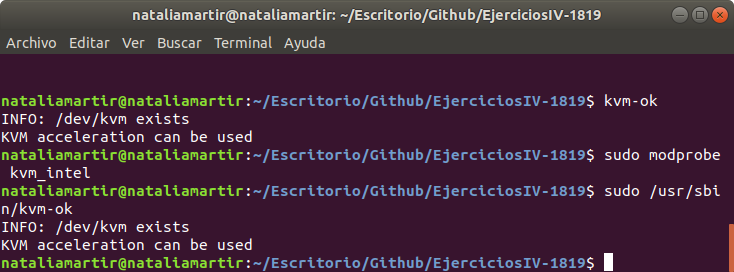 nataliamartir@nataliamartir: ~/Escritorio/Github/EjerciciosIV-1819
Archivo Editar Ver Buscar Terminal Ayuda
nataliamartir@nataliamartir:~/Escritorio/Github/EjerciciosIV-1819$ kvm-ok
INFO: /dev/kvm exists
KVM acceleration can be used
nataliamartir@nataliamartir:~/Escritorio/Github/EjerciciosIV-1819$ sudo modprobe
 kvm_intel
nataliamartir@nataliamartir:~/Escritorio/Github/EjerciciosIV-1819$ sudo /usr/sbi
n/kvm-ok
INFO: /dev/kvm exists
KVM acceleration can be used
nataliamartir@nataliamartir:~/Escritorio/Github/EjerciciosIV-1819$